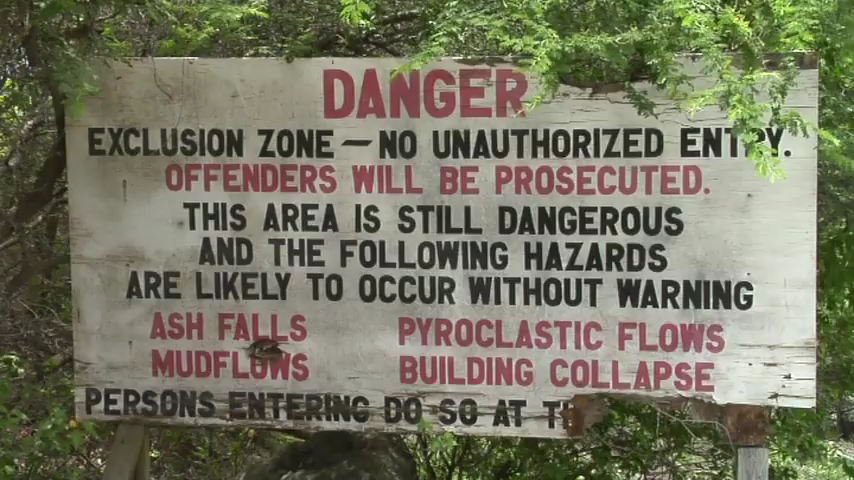 DANGER
EXCLUSION ZONE — NO UNAUTHORIZED ENTRY.
OFFENDERS WILL BE PROSECUTED.
THIS AREA IS STILL DANGEROUS
AND THE FOLLOWING HAZARDS
ARE LIKELY TO OCCUR WITHOUT WARNING
ASH FALLS PYROCLASTIC FLOWS
MUDFLOWS BUILDING COLLAPSE
PERSONS ENTERING DO SO AT